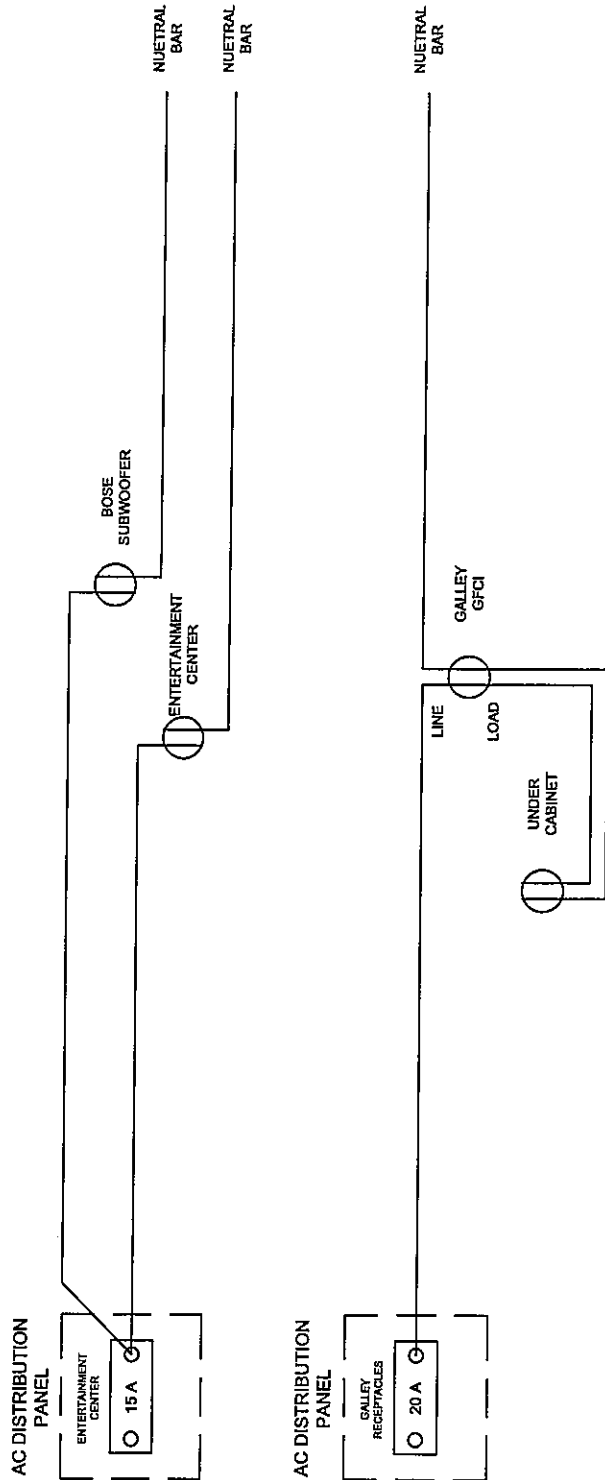 AC DISTRIBUTION
PANEL
ENTERTAINMENT
CENTER
15 A
BOSE
SUBWOOFER
NUETRAL
BAR
ENTERTAINMENT
CENTER
NUETRAL
BAR
AC DISTRIBUTION
PANEL
GALLEY
RECEPTACLES
20 A
LINE
LOAD
GALLEY
GFCI
UNDER
CABINET
NUETRAL
BAR